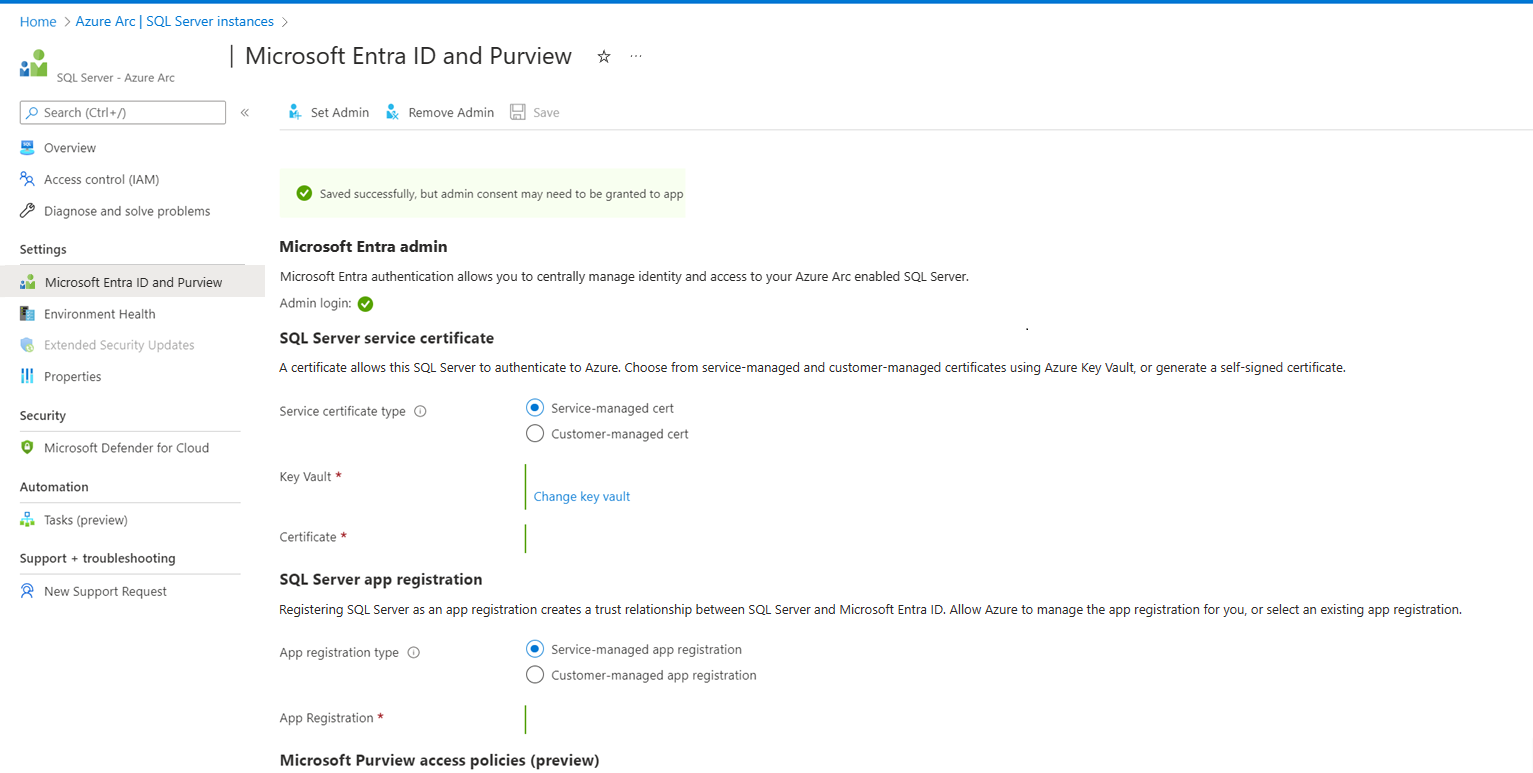 Home > Azure Arc | SQL Server instances >
| Microsoft Entra ID and Purview ☆ ...
SQL Server - Azure Arc
Search (Ctrl+/) «
Overview
Access control (IAM)
Diagnose and solve problems
Settings
Microsoft Entra ID and Purview
Environment Health
Extended Security Updates
Properties
Security
Microsoft Defender for Cloud
Automation
Tasks (preview)
Support + troubleshooting
New Support Request
Set Admin Remove Admin Save
Saved successfully, but admin consent may need to be granted to app
Microsoft Entra admin
Microsoft Entra authentication allows you to centrally manage identity and access to your Azure Arc enabled SQL Server.
Admin login:
SQL Server service certificate
A certificate allows this SQL Server to authenticate to Azure. Choose from service-managed and customer-managed certificates using Azure Key Vault, or generate a self-signed certificate.
Service certificate type Service-managed cert
Customer-managed cert
Key Vault *
Change key vault
Certificate *
SQL Server app registration
Registering SQL Server as an app registration creates a trust relationship between SQL Server and Microsoft Entra ID. Allow Azure to manage the app registration for you, or select an existing app registration.
App registration type Service-managed app registration
Customer-managed app registration
App Registration *
Microsoft Purview access policies (preview)